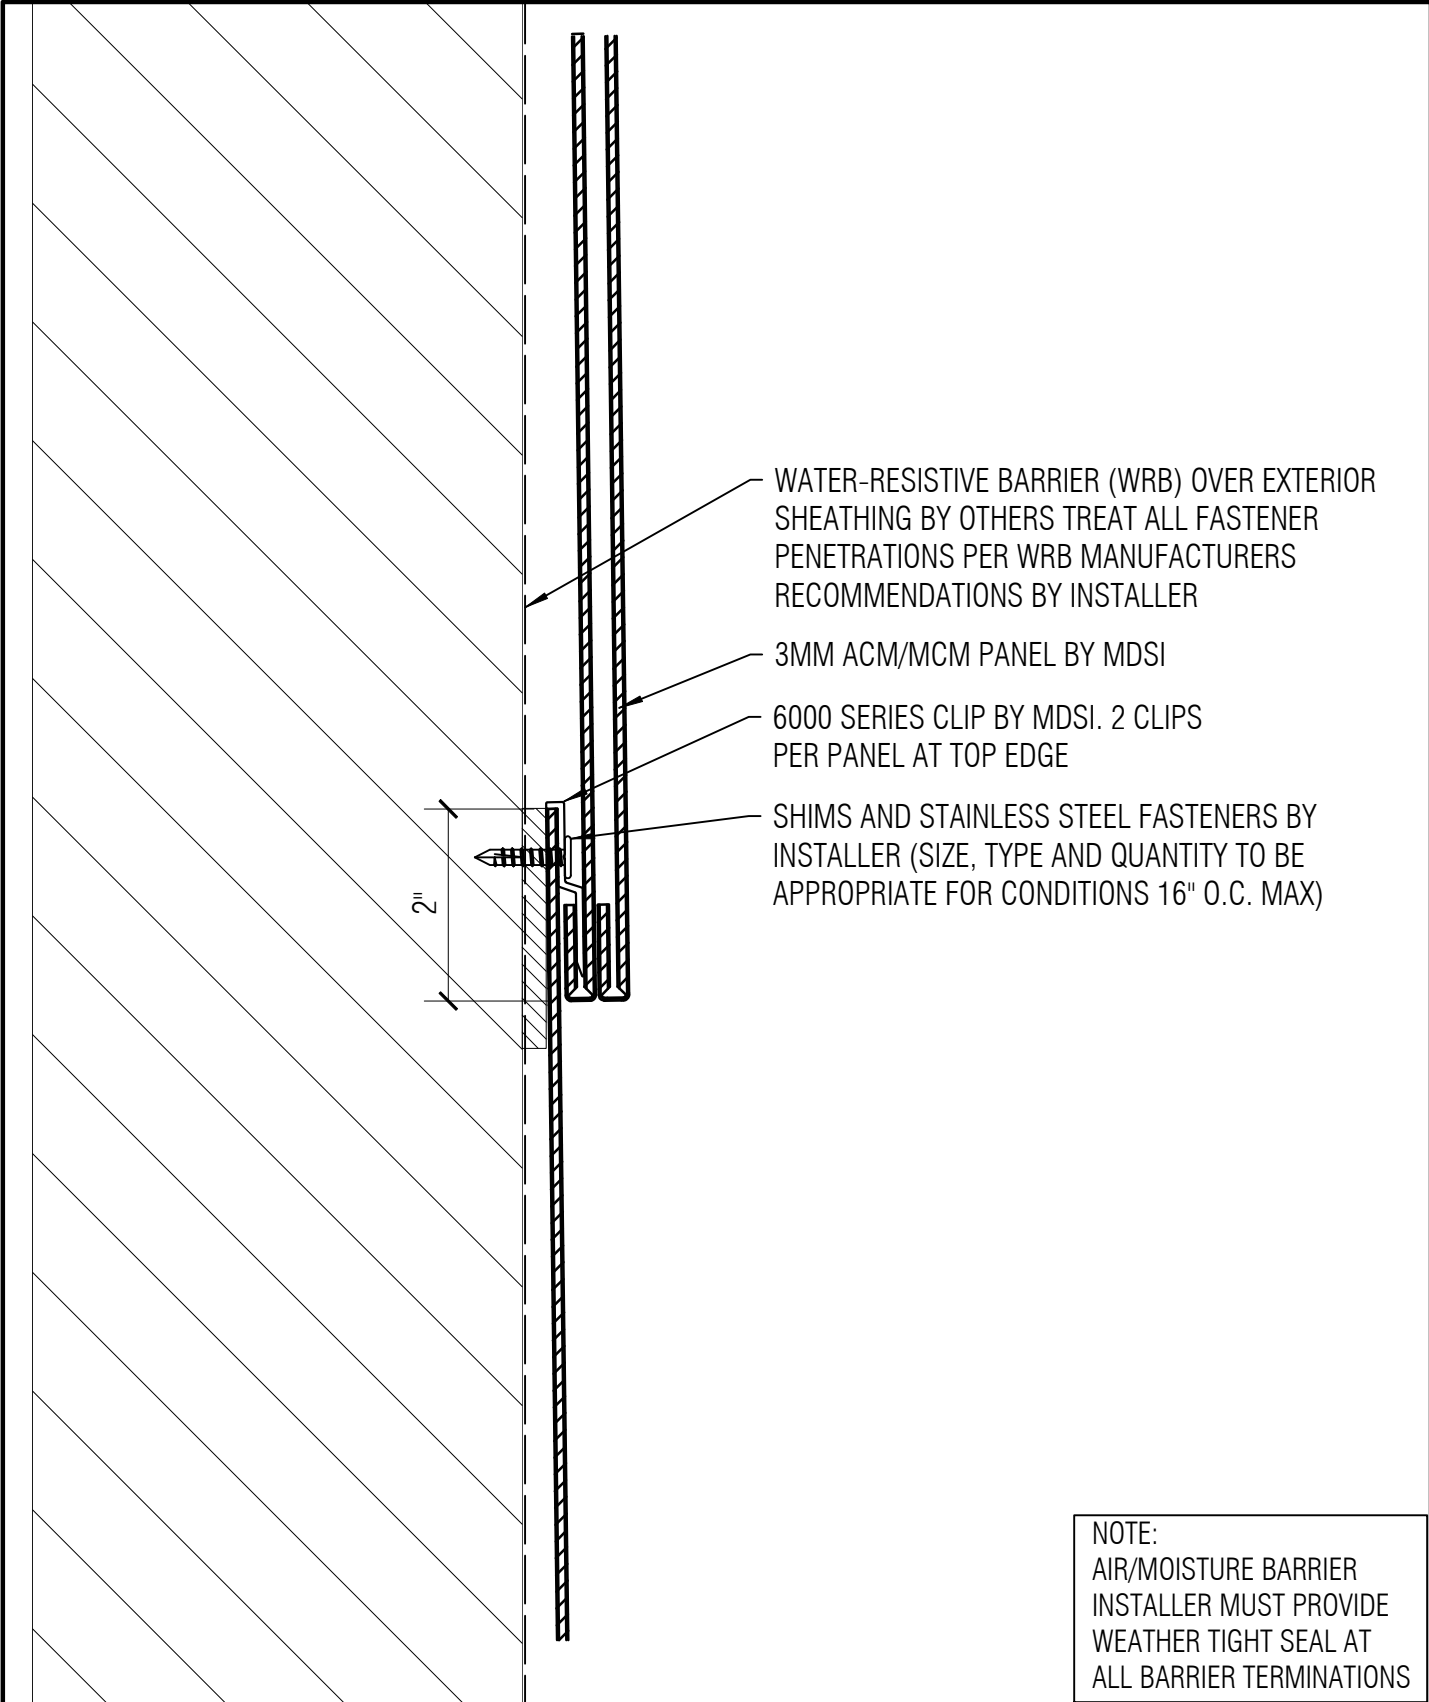 WATER-RESISTIVE BARRIER (WRB) OVER EXTERIOR
SHEATHING BY OTHERS TREAT ALL FASTENER
PENETRATIONS PER WRB MANUFACTURERS
RECOMMENDATIONS BY INSTALLER
3MM ACM/MCM PANEL BY MDSI
6000 SERIES CLIP BY MDSI. 2 CLIPS
PER PANEL AT TOP EDGE
SHIMS AND STAINLESS STEEL FASTENERS BY
INSTALLER (SIZE, TYPE AND QUANTITY TO BE
APPROPRIATE FOR CONDITIONS 16" O.C. MAX)
2"
NOTE:
AIR/MOISTURE BARRIER
INSTALLER MUST PROVIDE
WEATHER TIGHT SEAL AT
ALL BARRIER TERMINATIONS